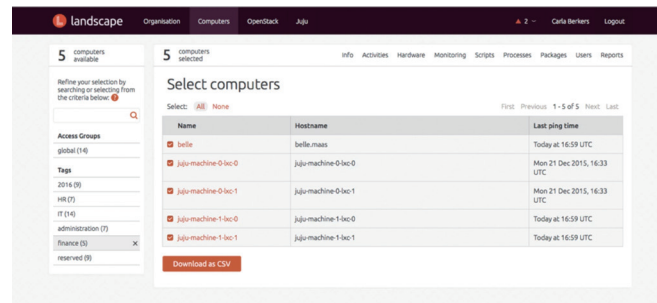 landscape Organisation Computers OpenStack Juju 2 Carla Berkers Logout
5 computers available
5 computers selected
Info Activities Hardware Monitoring Scripts Processes Packages Users Reports
Refine your selection by
searching or selecting from
the criteria below:
Access Groups
global (14)
Tags
2016 (9)
HR (7)
IT (14)
administration (7)
finance (5) ×
reserved (9)
Select computers
Select: All None
First Previous 1 - 5 of 5 Next Last
Name Hostname Last ping time
belle belle.maas Today at 16:59 UTC
juju-machine-0-lxc-0 juju-machine-0-lxc-0 Mon 21 Dec 2015, 16:33
UTC
juju-machine-0-lxc-1 juju-machine-0-lxc-1 Mon 21 Dec 2015, 16:33
UTC
juju-machine-1-lxc-0 juju-machine-1-lxc-0 Today at 16:59 UTC
juju-machine-1-lxc-1 juju-machine-1-lxc-1 Today at 16:59 UTC
Download as CSV